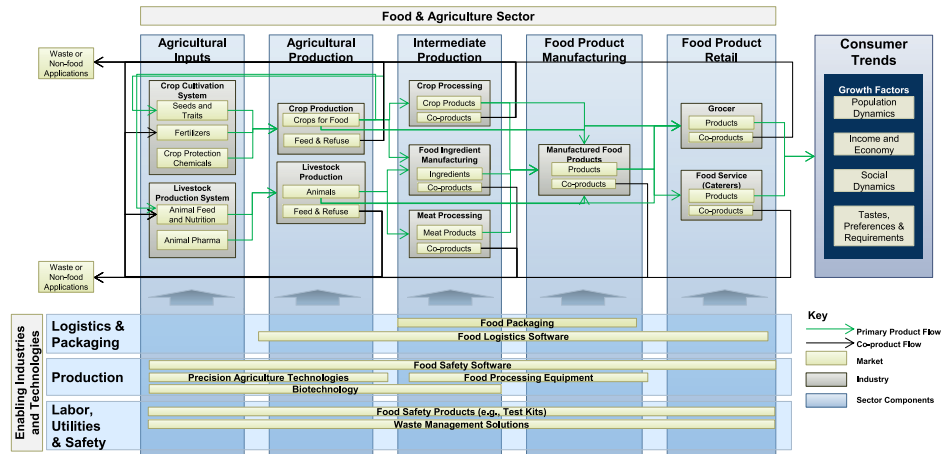 Food & Agriculture Sector
Agricultural
Inputs
Agricultural
Production
Intermediate
Production
Food Product
Manufacturing
Food Product
Retail
Consumer
Trends
Waste or
Non-food
Applications
Crop Cultivation
System
Seeds and
Traits
Fertilizers
Crop Protection
Chemicals
Livestock
Production System
Animal Feed
and Nutrition
Animal Pharma
Crop Production
Crops for Food
Feed & Refuse
Livestock
Production
Animals
Feed & Refuse
Crop Processing
Crop Products
Co-products
Food Ingredient
Manufacturing
Ingredients
Co-products
Meat Processing
Meat Products
Co-products
Manufactured Food
Products
Products
Co-products
Grocer
Products
Co-products
Food Service
(Caterers)
Products
Co-products
Growth Factors
Population
Dynamics
Income and
Economy
Social
Dynamics
Tastes,
Preferences &
Requirements
Waste or
Non-food
Applications
Enabling Industries
and Technologies
Logistics &
Packaging
Food Packaging
Food Logistics Software
Production
Food Safety Software
Precision Agriculture Technologies
Food Processing Equipment
Biotechnology
Labor,
Utilities
& Safety
Food Safety Products (e.g., Test Kits)
Waste Management Solutions
Key
Primary Product Flow
Co-product Flow
Market
Industry
Sector Components